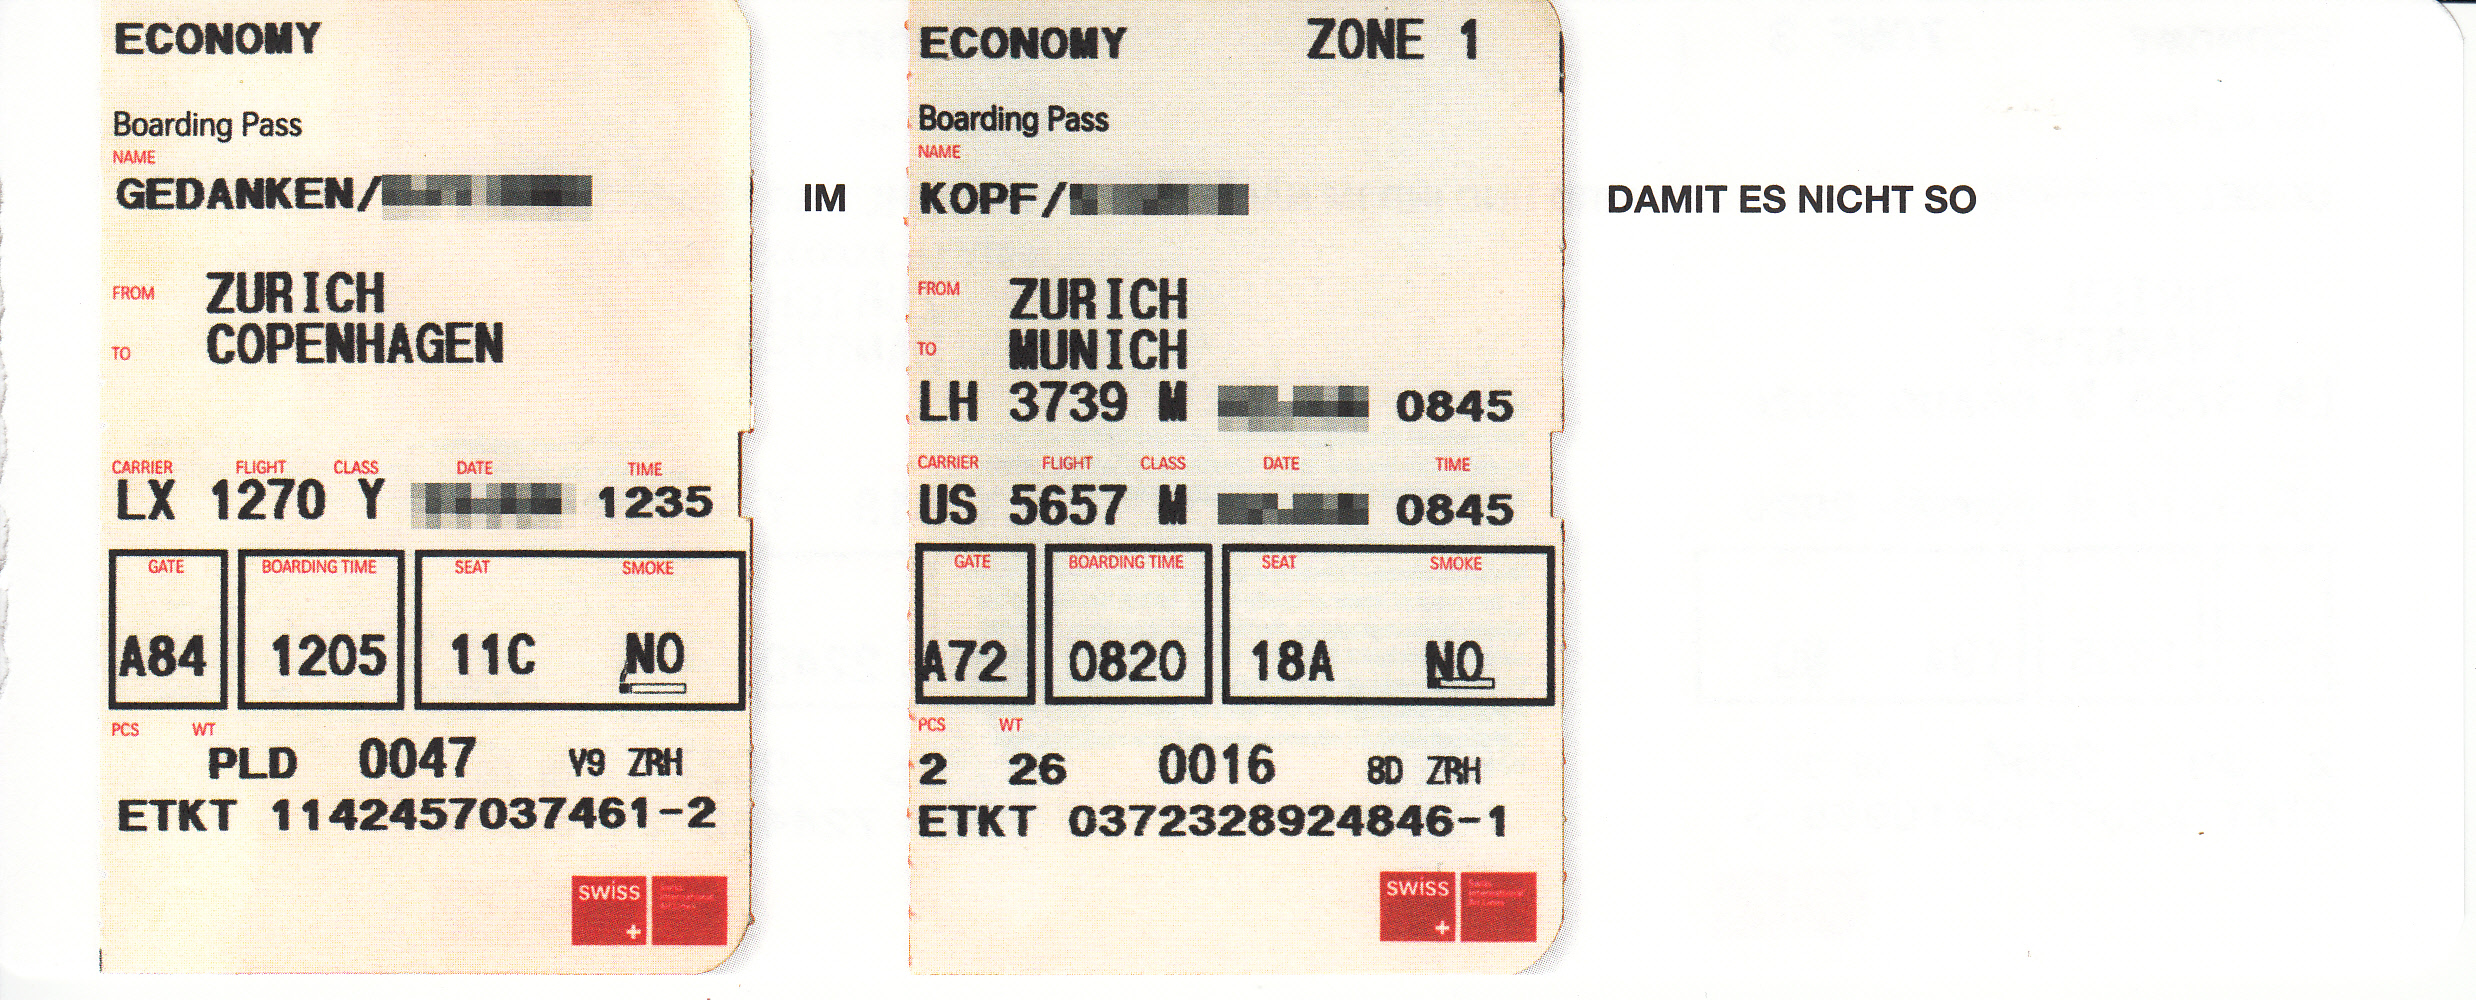 ECONOMY
Boarding Pass
NAME
GEDANKEN/
FROM ZURICH
TO COPENHAGEN
CARRIER FLIGHT CLASS DATE TIME
LX 1270 Y 1235
GATE BOARDING TIME SEAT SMOKE
A84 1205 11C NO
PCS WT
PLD 0047 V9 ZRH
ETKT 1142457037461-2
swiss
IM
ECONOMY ZONE 1
Boarding Pass
NAME
KOPF/
FROM ZURICH
TO MUNICH
LH 3739 M 0845
CARRIER FLIGHT CLASS DATE TIME
US 5657 M 0845
GATE BOARDING TIME SEAT SMOKE
A72 0820 18A NO
PCS WT
2 26 0016 8D ZRH
ETKT 0372328924846-1
swiss
DAMIT ES NICHT SO